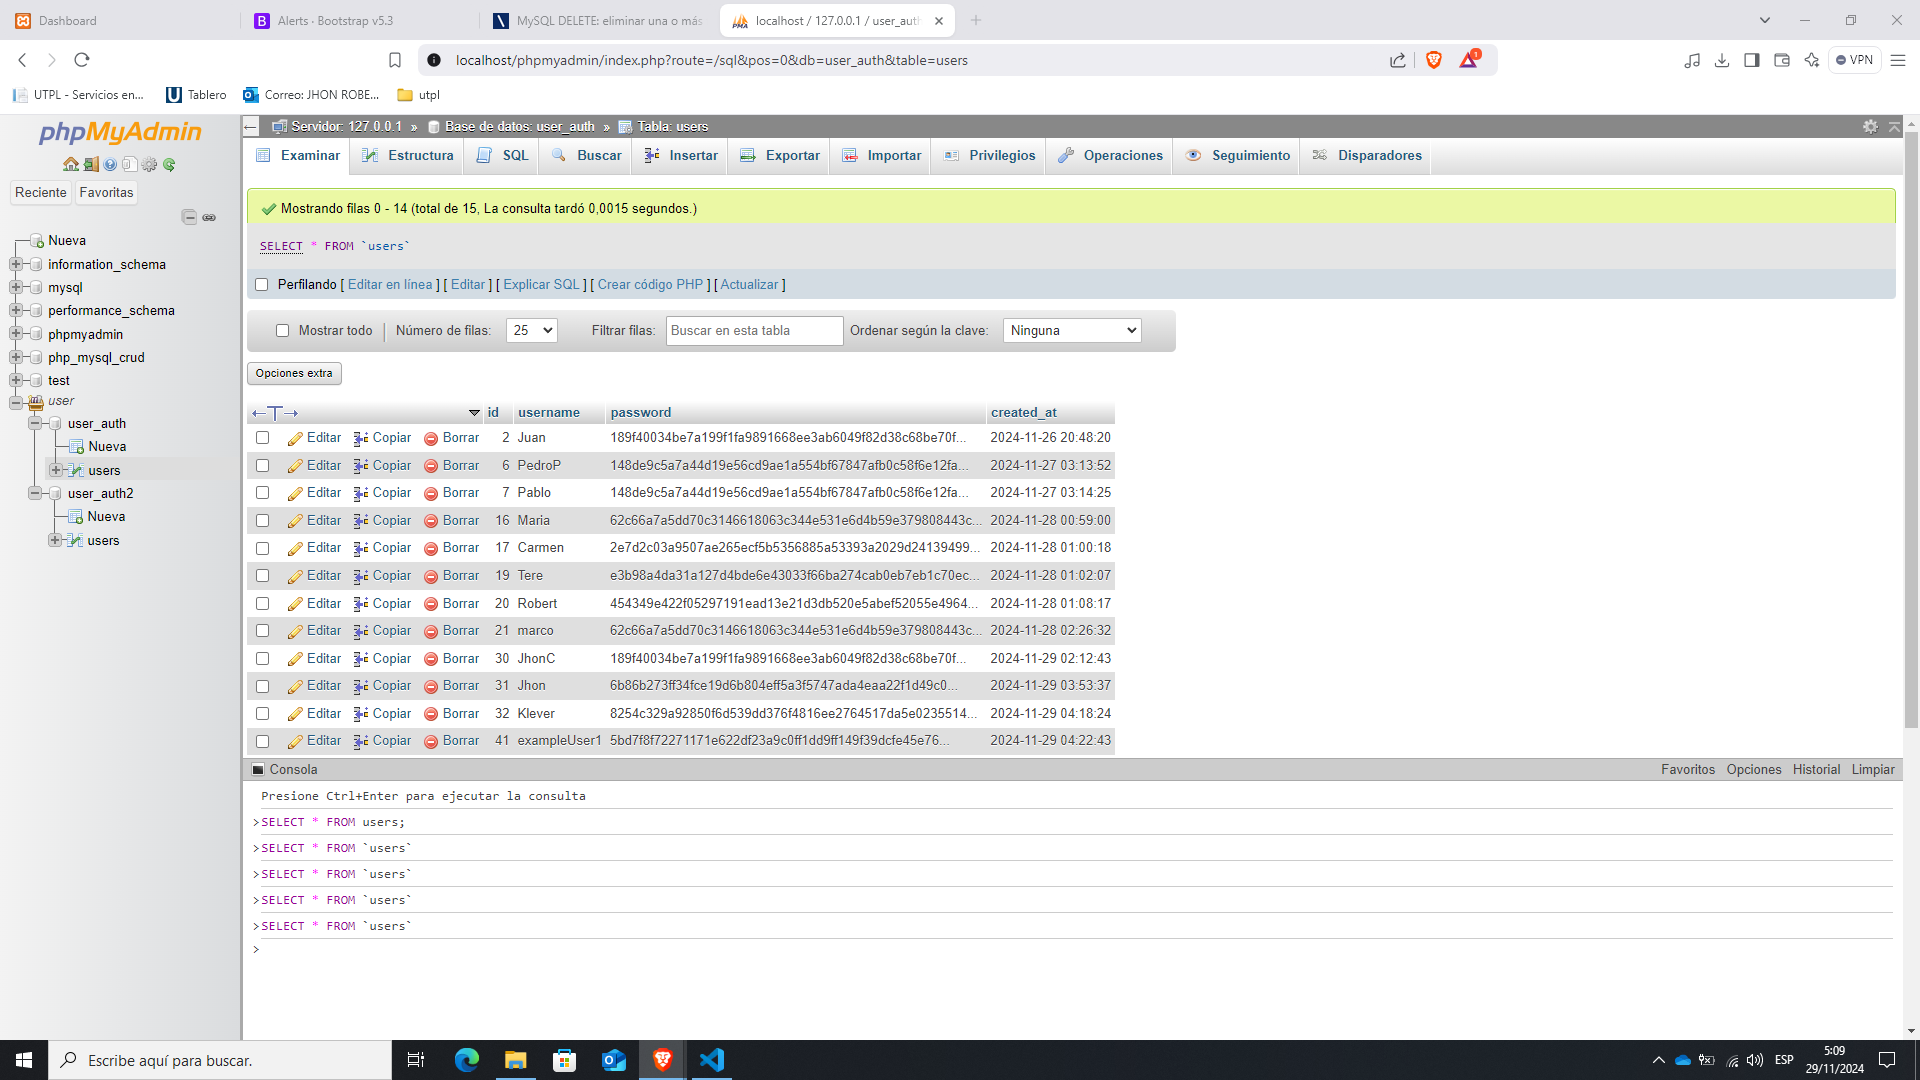 Dashboard
Alerts · Bootstrap v5.3
MySQL DELETE: eliminar una o más
localhost / 127.0.0.1 / user_auth
localhost/phpmyadmin/index.php?route=/sql&pos=0&db=user_auth&table=users
1
VPN
UTPL - Servicios en...
Tablero
Correo: JHON ROBE...
utpl
phpMyAdmin
Reciente
Favoritas
Nueva
information_schema
mysql
performance_schema
phpmyadmin
php_mysql_crud
test
user
user_auth
Nueva
users
user_auth2
Nueva
users
Servidor: 127.0.0.1 » Base de datos: user_auth » Tabla: users
Examinar Estructura SQL Buscar Insertar Exportar Importar Privilegios Operaciones Seguimiento Disparadores
Mostrando filas 0 - 14 (total de 15, La consulta tardó 0,0015 segundos.)
SELECT * FROM `users`
Perfilando [ Editar en línea ] [ Editar ] [ Explicar SQL ] [ Crear código PHP ] [ Actualizar ]
Mostrar todo Número de filas: 25 Filtrar filas: Buscar en esta tabla Ordenar según la clave: Ninguna
Opciones extra
←T→ id username password created_at
Editar Copiar Borrar 2 Juan 189f40034be7a199f1fa9891668ee3ab6049f82d38c68be70f... 2024-11-26 20:48:20
Editar Copiar Borrar 6 PedroP 148de9c5a7a44d19e56cd9ae1a554bf67847afb0c58f6e12fa... 2024-11-27 03:13:52
Editar Copiar Borrar 7 Pablo 148de9c5a7a44d19e56cd9ae1a554bf67847afb0c58f6e12fa... 2024-11-27 03:14:25
Editar Copiar Borrar 16 Maria 62c66a7a5dd70c3146618063c344e531e6d4b59e379808443c... 2024-11-28 00:59:00
Editar Copiar Borrar 17 Carmen 2e7d2c03a9507ae265ecf5b5356885a53393a2029d24139499... 2024-11-28 01:00:18
Editar Copiar Borrar 19 Tere e3b98a4da31a127d4bde6e43033f66ba274cab0eb7eb1c70ec... 2024-11-28 01:02:07
Editar Copiar Borrar 20 Robert 454349e422f05297191ead13e21d3db520e5abef52055e4964... 2024-11-28 01:08:17
Editar Copiar Borrar 21 marco 62c66a7a5dd70c3146618063c344e531e6d4b59e379808443c... 2024-11-28 02:26:32
Editar Copiar Borrar 30 JhonC 189f40034be7a199f1fa9891668ee3ab6049f82d38c68be70f... 2024-11-29 02:12:43
Editar Copiar Borrar 31 Jhon 6b86b273ff34fce19d6b804eff5a3f5747ada4eaa22f1d49c0... 2024-11-29 03:53:37
Editar Copiar Borrar 32 Klever 8254c329a92850f6d539dd376f4816ee2764517da5e0235514... 2024-11-29 04:18:24
Editar Copiar Borrar 41 exampleUser1 5bd7f8f72271171e622df23a9c0ff1dd9ff149f39dcfe45e76... 2024-11-29 04:22:43
Consola
Favoritos Opciones Historial Limpiar
Presione Ctrl+Enter para ejecutar la consulta
>SELECT * FROM users;
>SELECT * FROM `users`
>SELECT * FROM `users`
>SELECT * FROM `users`
>SELECT * FROM `users`
>
Escribe aquí para buscar.
ESP
5:09
29/11/2024